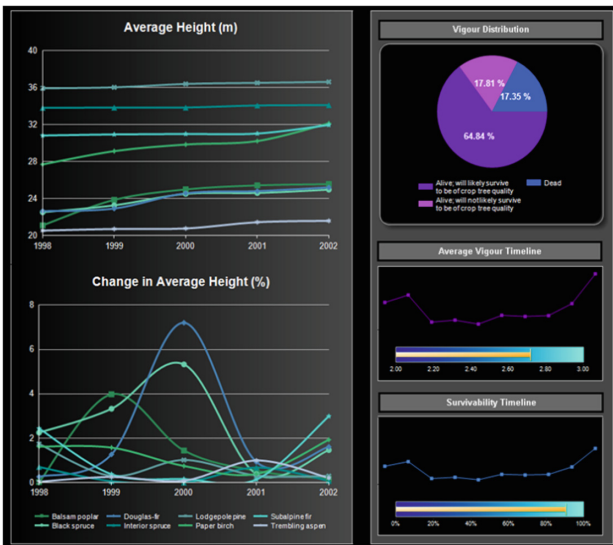 Average Height (m)
40
36
32
28
24
20
1998
1999
2000
2001
2002
Change in Average Height (%)
8
6
4
2
0
1998
1999
2000
2001
2002
Balsam poplar
Douglas-fir
Lodgepole pine
Subalpine fir
Black spruce
Interior spruce
Paper birch
Trembling aspen
Vigour Distribution
17.81 %
17.35 %
64.84 %
Alive; will likely survive
to be of crop tree quality
Dead
Alive; will not likely survive
to be of crop tree quality
Average Vigour Timeline
2.00
2.20
2.40
2.60
2.80
3.00
Survivability Timeline
0%
20%
40%
60%
80%
100%